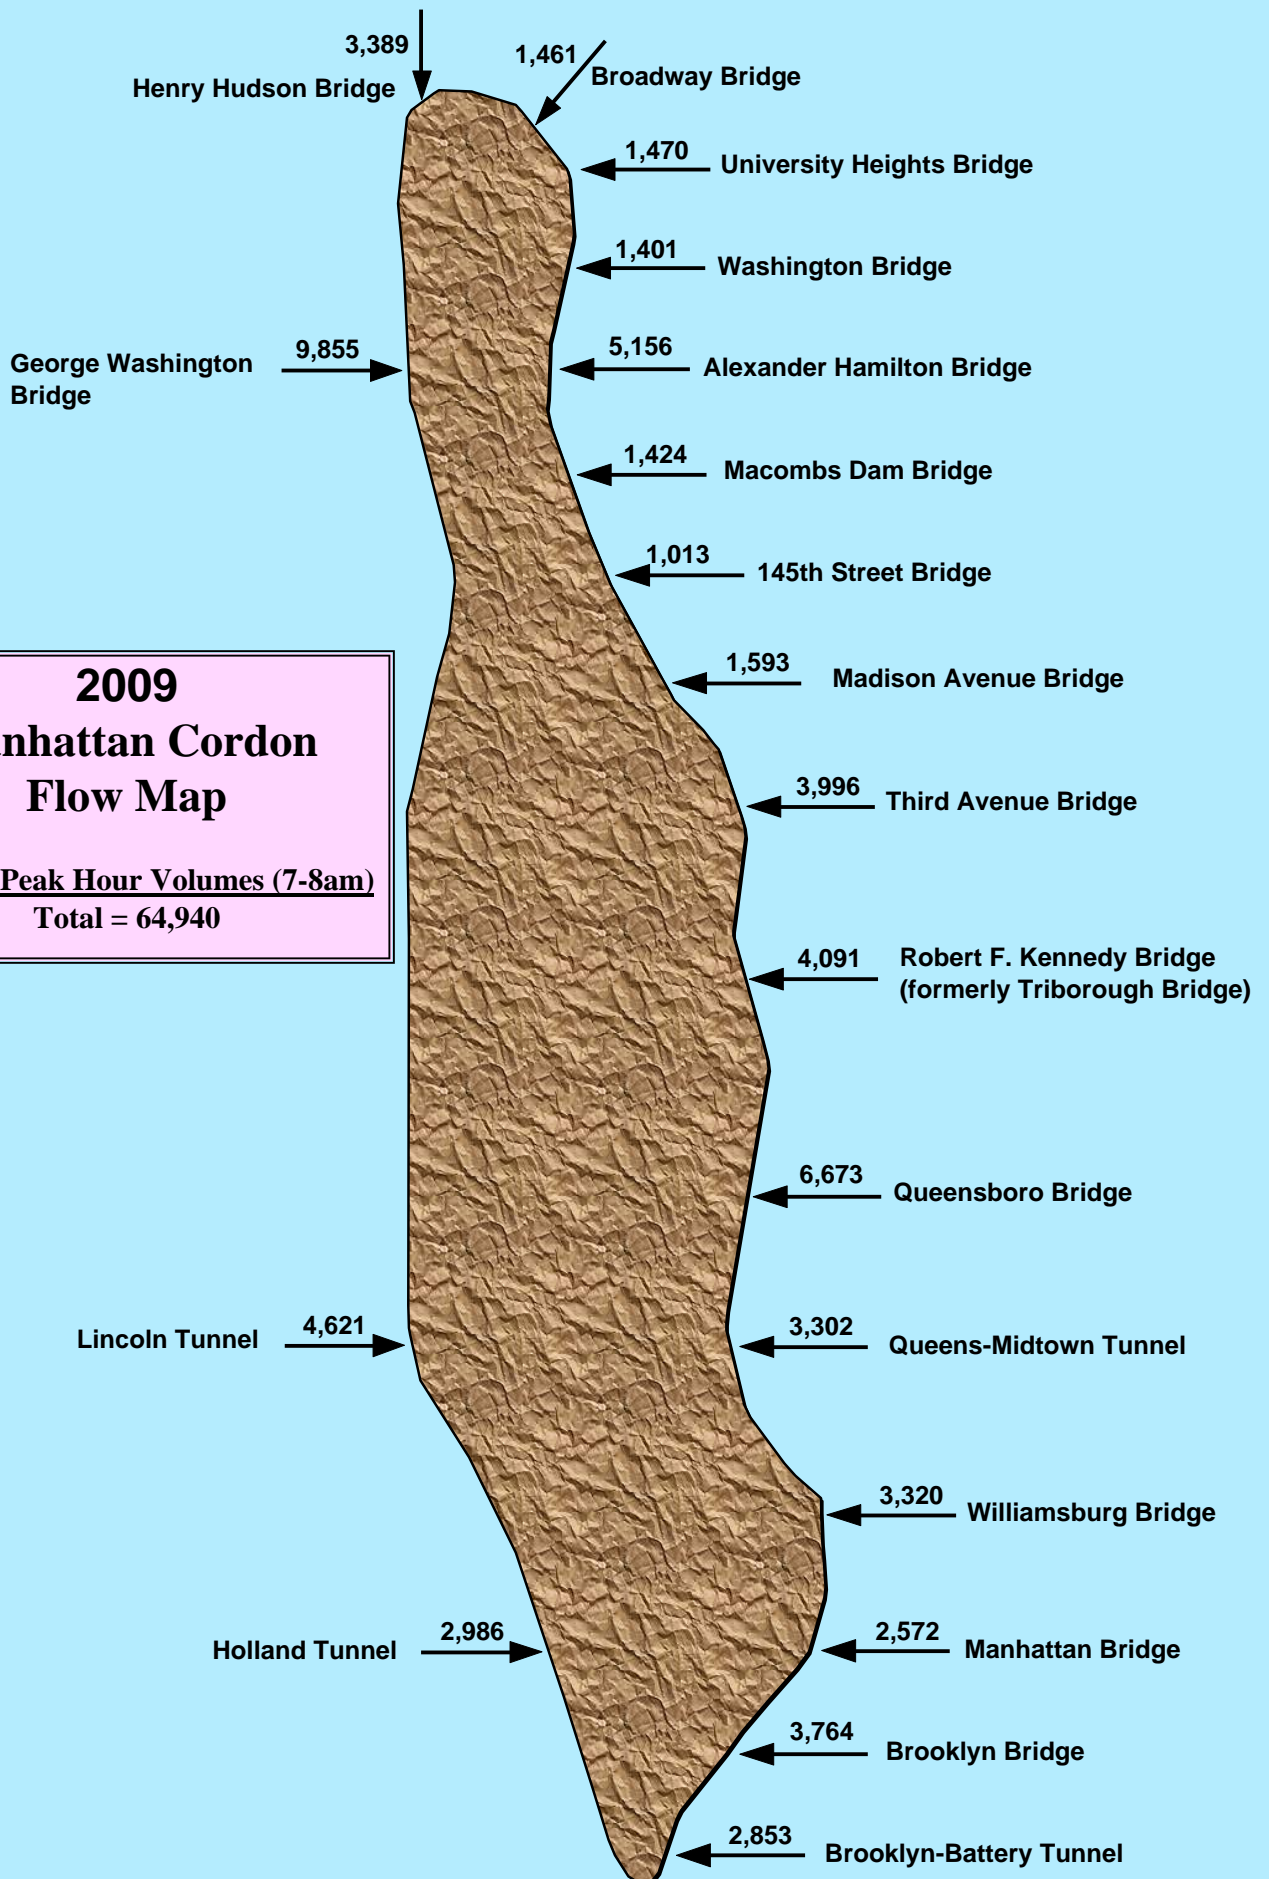 3,389
1,461
Henry Hudson Bridge
Broadway Bridge
1,470
University Heights Bridge
1,401
Washington Bridge
George Washington
Bridge
9,855
5,156
Alexander Hamilton Bridge
1,424
Macombs Dam Bridge
1,013
145th Street Bridge
1,593
Madison Avenue Bridge
2009
nhattan Cordon
Flow Map
Peak Hour Volumes (7-8am)
Total = 64,940
3,996
Third Avenue Bridge
4,091
Robert F. Kennedy Bridge
(formerly Triborough Bridge)
6,673
Queensboro Bridge
Lincoln Tunnel
4,621
3,302
Queens-Midtown Tunnel
3,320
Williamsburg Bridge
Holland Tunnel
2,986
2,572
Manhattan Bridge
3,764
Brooklyn Bridge
2,853
Brooklyn-Battery Tunnel